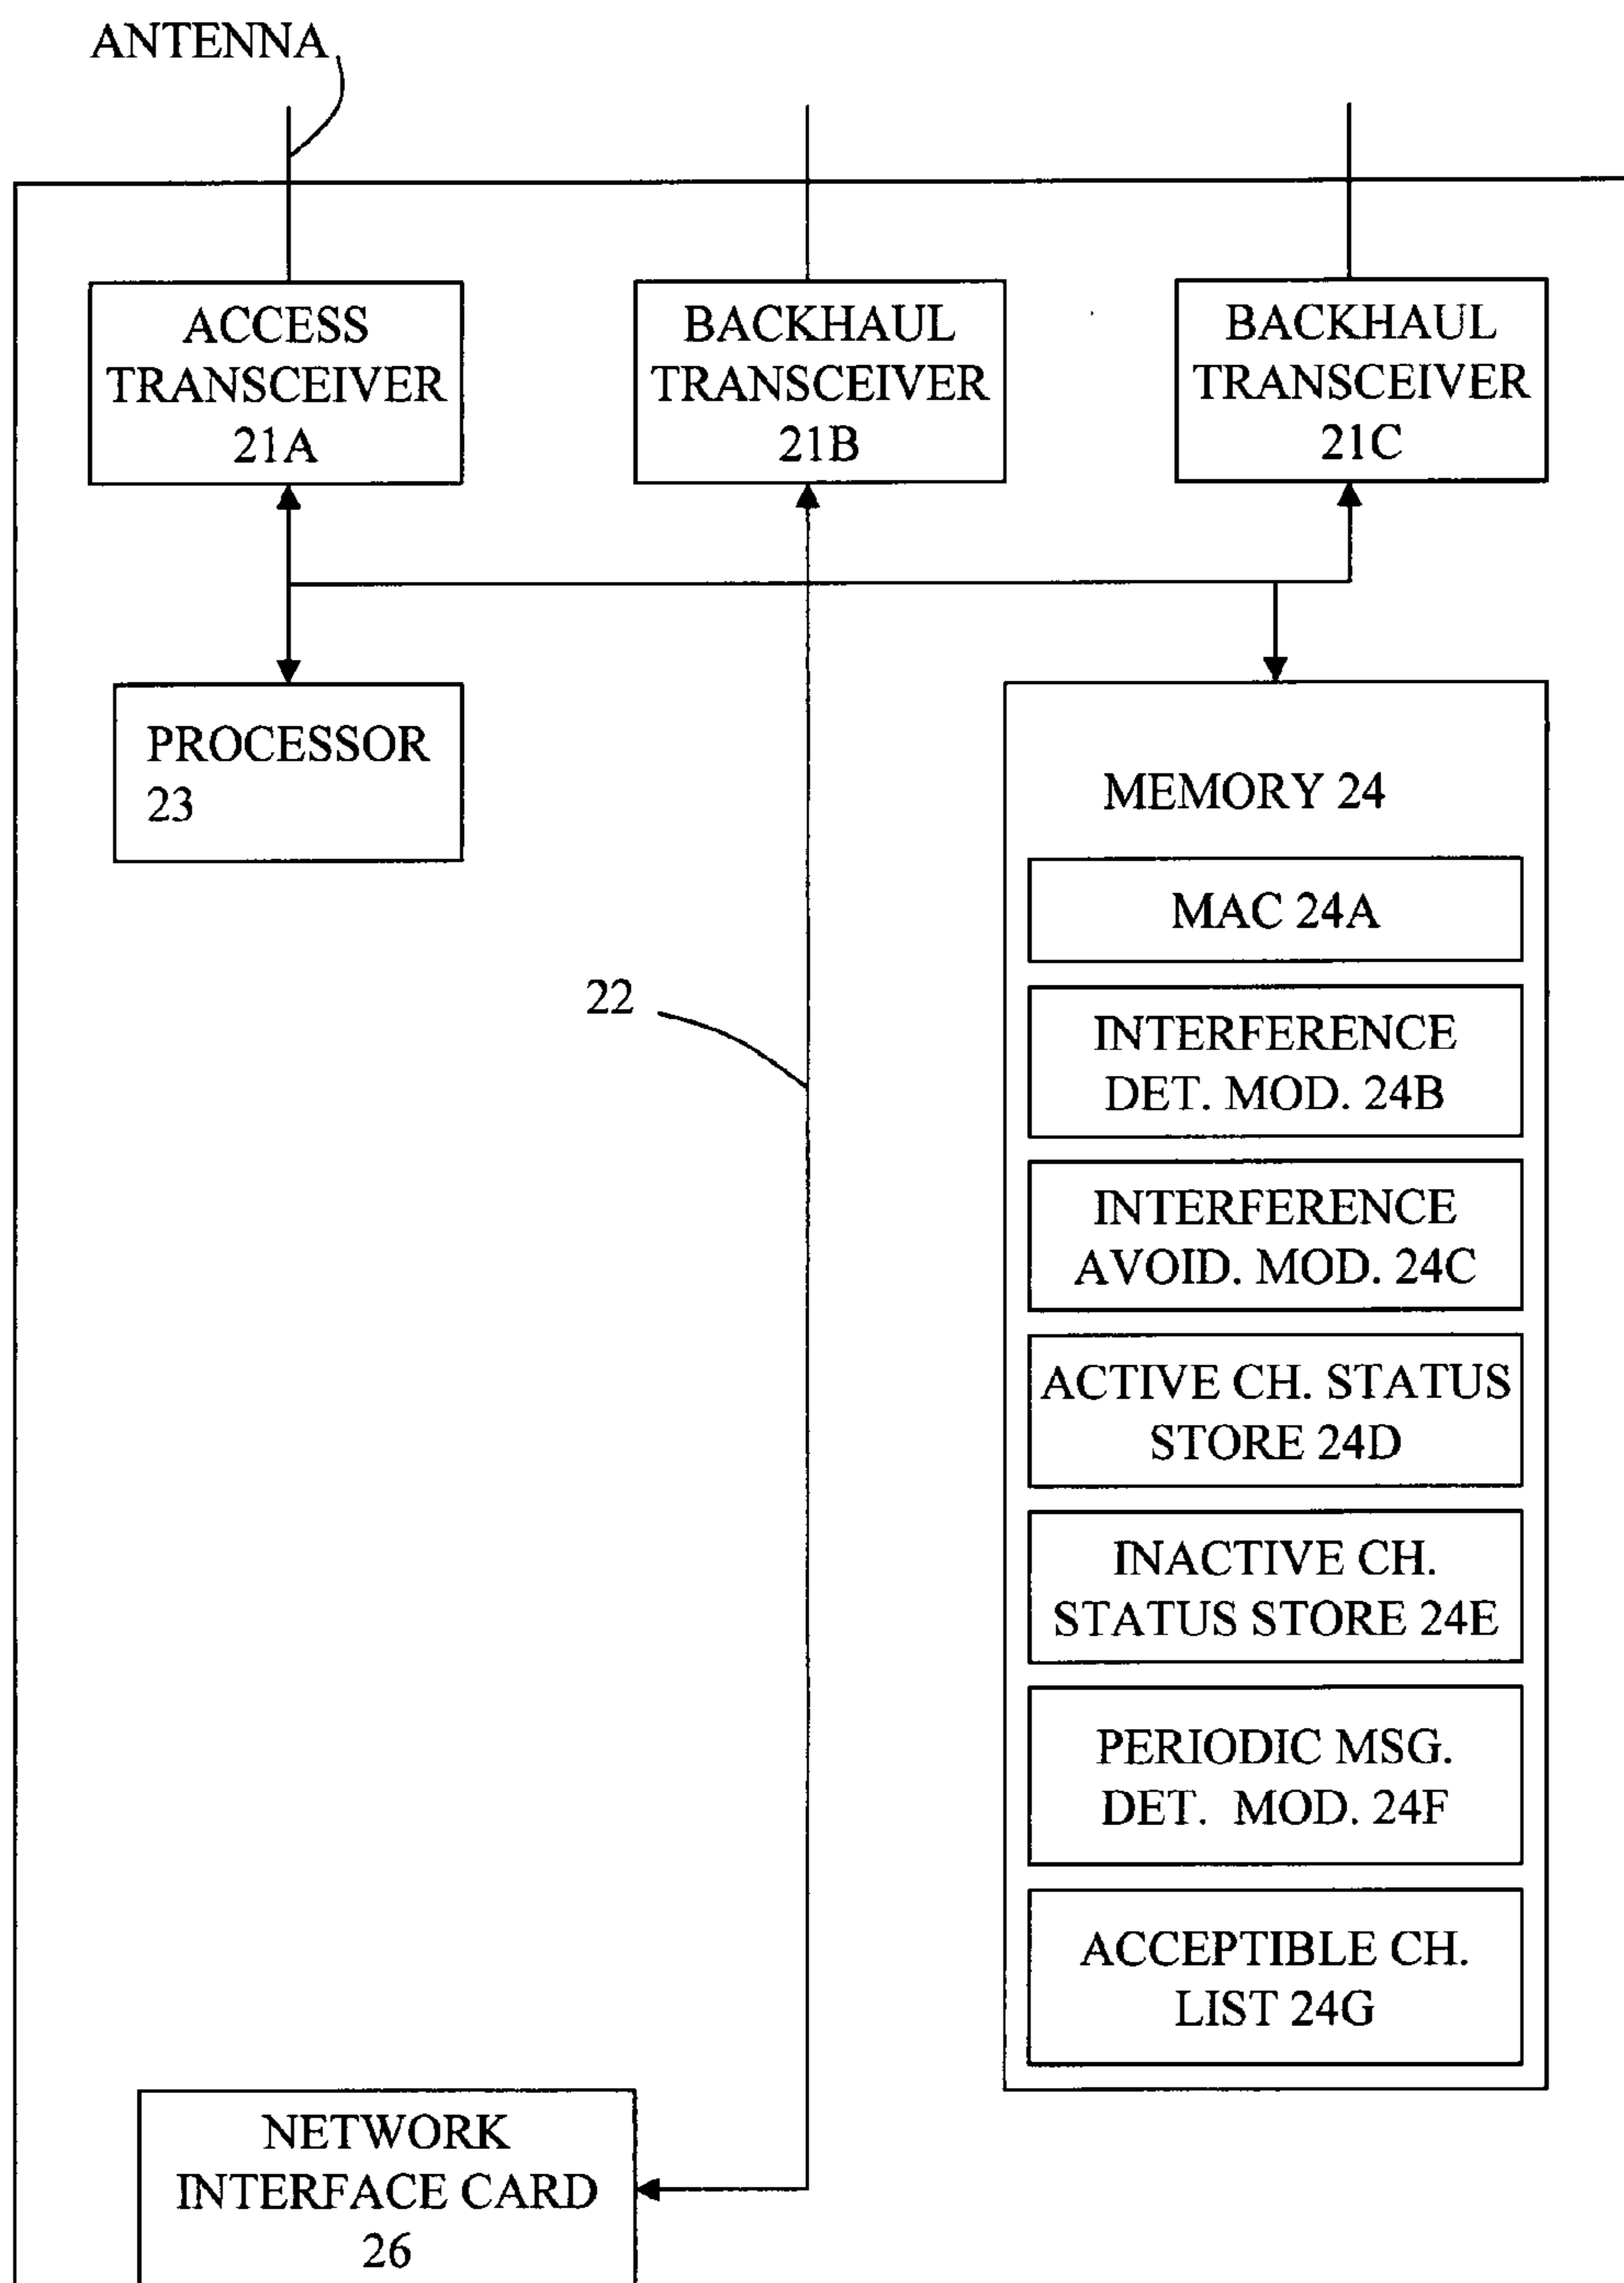 ANTENNA
ACCESS
TRANSCEIVER
21A
BACKHAUL
TRANSCEIVER
21B
BACKHAUL
TRANSCEIVER
21C
PROCESSOR
23
MEMORY 24
MAC 24A
22
INTERFERENCE
DET. MOD. 24B
INTERFERENCE
AVOID. MOD. 24C
ACTIVE CH. STATUS
STORE 24D
INACTIVE CH.
STATUS STORE 24E
PERIODIC MSG.
DET. MOD. 24F
ACCEPTIBLE CH.
LIST 24G
NETWORK
INTERFACE CARD
26